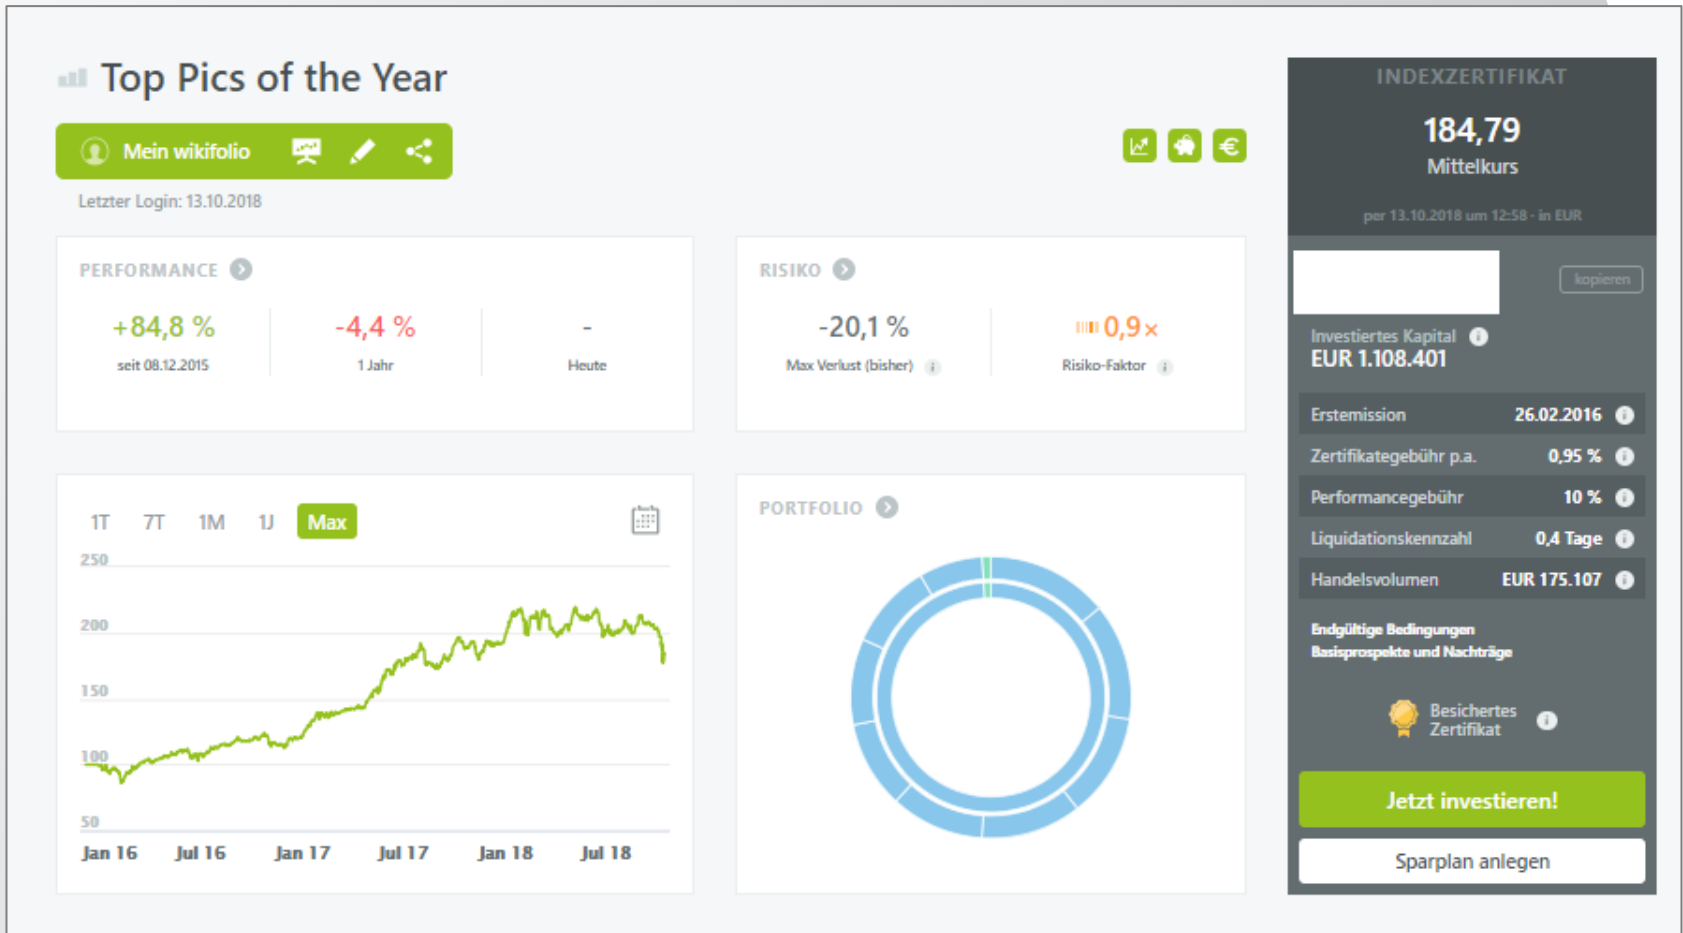 Top Pics of the Year
Mein wikifolio
Letzter Login: 13.10.2018
PERFORMANCE
+84,8 %
seit 08.12.2015
-4,4 %
1 Jahr
-
Heute
RISIKO
-20,1 %
Max Verlust (bisher)
0,9×
Risiko-Faktor
1T 7T 1M 1J Max
250
200
150
100
50
Jan 16 Jul 16 Jan 17 Jul 17 Jan 18 Jul 18
PORTFOLIO
INDEXZERTIFIKAT
184,79
Mittelkurs
per 13.10.2018 um 12:58 - in EUR
kopieren
Investiertes Kapital
EUR 1.108.401
Erstemission 26.02.2016
Zertifikategebühr p.a. 0,95 %
Performancegebühr 10 %
Liquidationskennzahl 0,4 Tage
Handelsvolumen EUR 175.107
Endgültige Bedingungen
Basisprospekte und Nachträge
Besichertes
Zertifikat
Jetzt investieren!
Sparplan anlegen